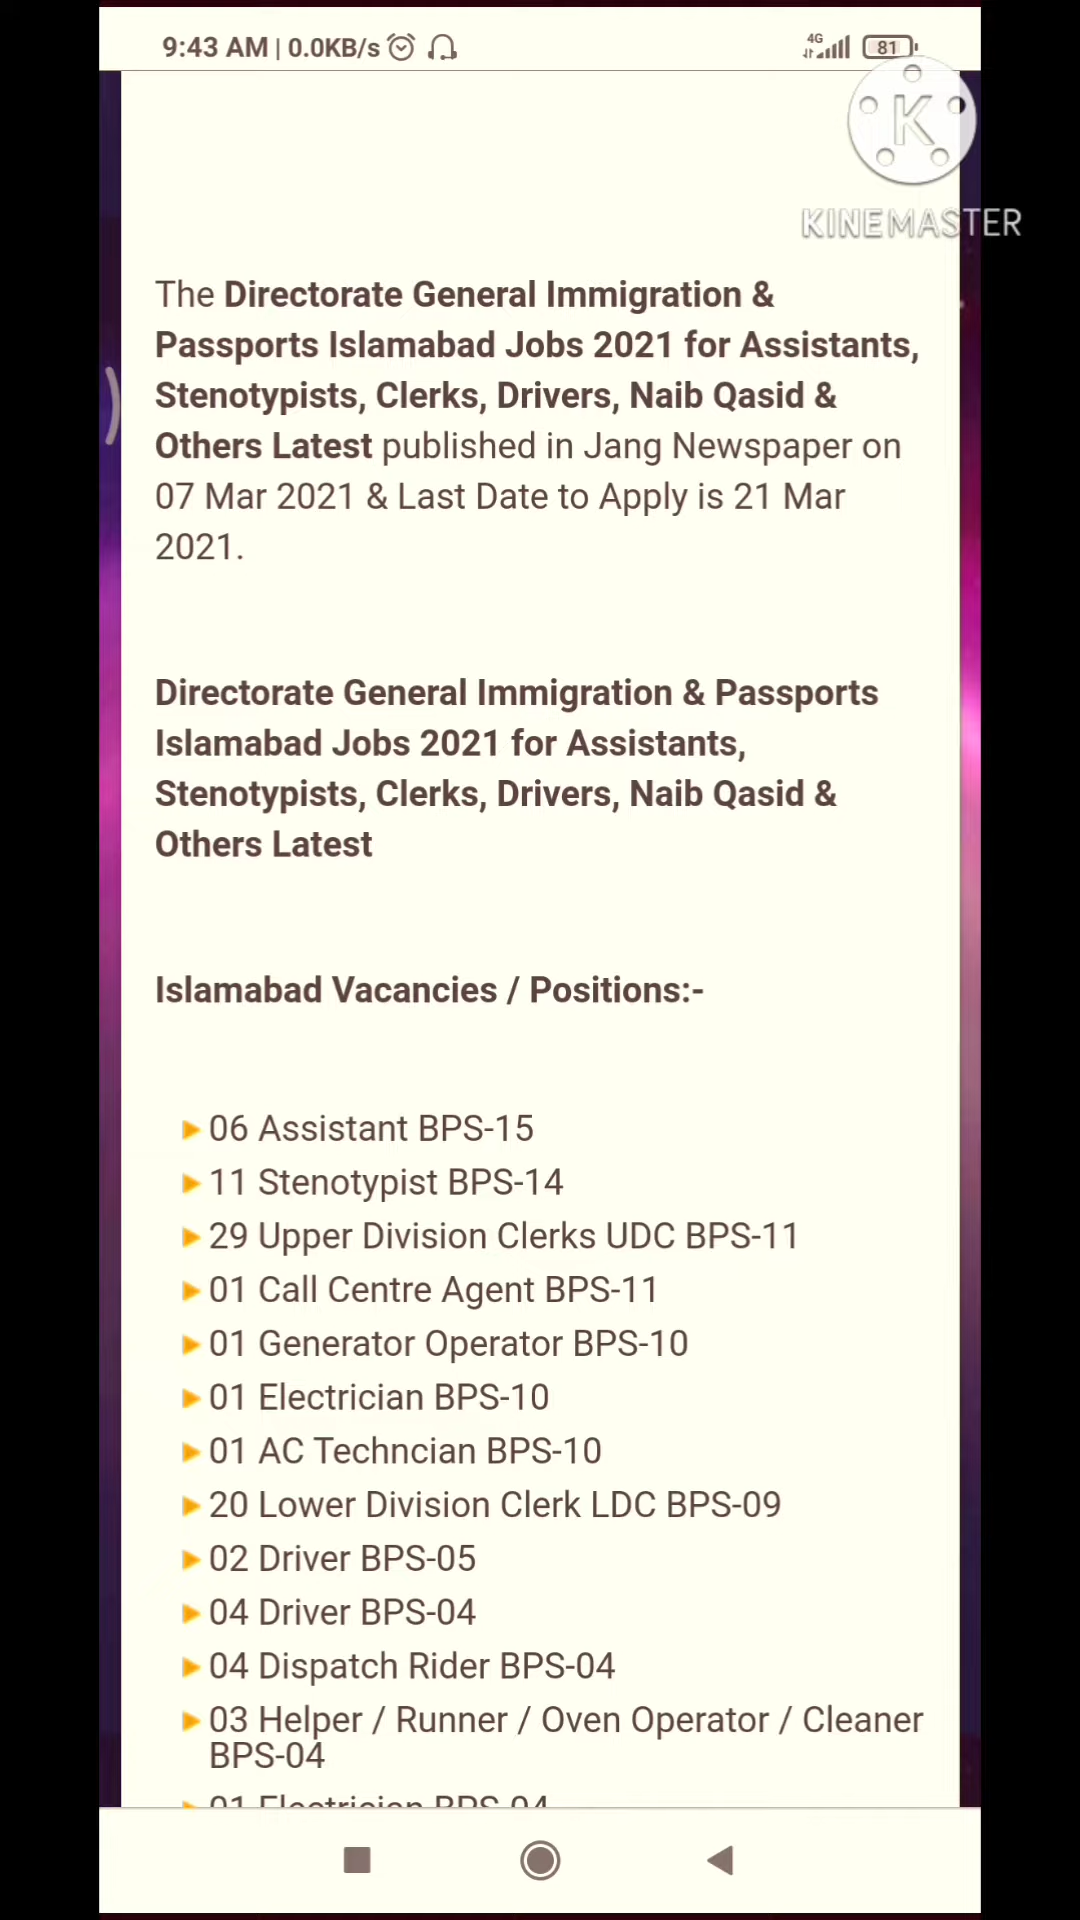 9:43 AM | 0.0KB/s
4G
81
K
KINEMASTER
The Directorate General Immigration &
Passports Islamabad Jobs 2021 for Assistants,
Stenotypists, Clerks, Drivers, Naib Qasid &
Others Latest published in Jang Newspaper on
07 Mar 2021 & Last Date to Apply is 21 Mar
2021.
Directorate General Immigration & Passports
Islamabad Jobs 2021 for Assistants,
Stenotypists, Clerks, Drivers, Naib Qasid &
Others Latest
Islamabad Vacancies / Positions:-
06 Assistant BPS-15
11 Stenotypist BPS-14
29 Upper Division Clerks UDC BPS-11
01 Call Centre Agent BPS-11
01 Generator Operator BPS-10
01 Electrician BPS-10
01 AC Techncian BPS-10
20 Lower Division Clerk LDC BPS-09
02 Driver BPS-05
04 Driver BPS-04
04 Dispatch Rider BPS-04
03 Helper / Runner / Oven Operator / Cleaner
BPS-04
01 Electrician BPS-04